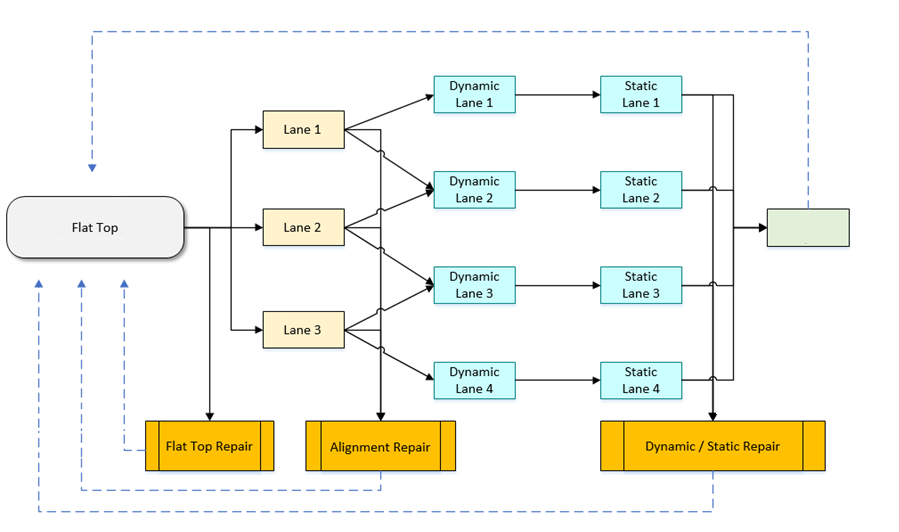 Dynamic
Lane 1
Static
Lane 1
Lane 1
Dynamic
Lane 2
Static
Lane 2
Flat Top
Lane 2
Dynamic
Lane 3
Static
Lane 3
Lane 3
Dynamic
Lane 4
Static
Lane 4
Flat Top Repair
Alignment Repair
Dynamic / Static Repair